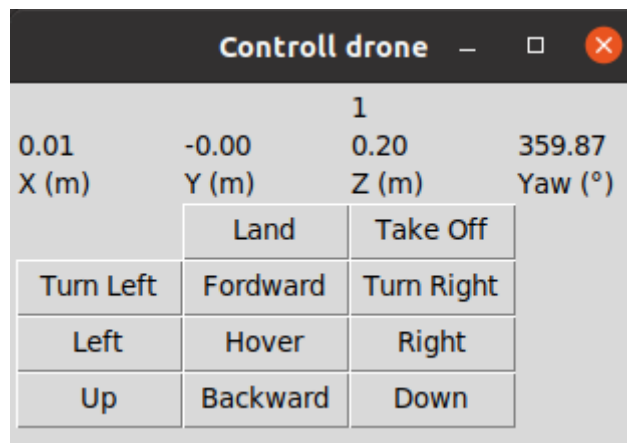 Controll drone
1
0.01 -0.00 0.20 359.87
X (m) Y (m) Z (m) Yaw (°)
Land Take Off
Turn Left Fordward Turn Right
Left Hover Right
Up Backward Down